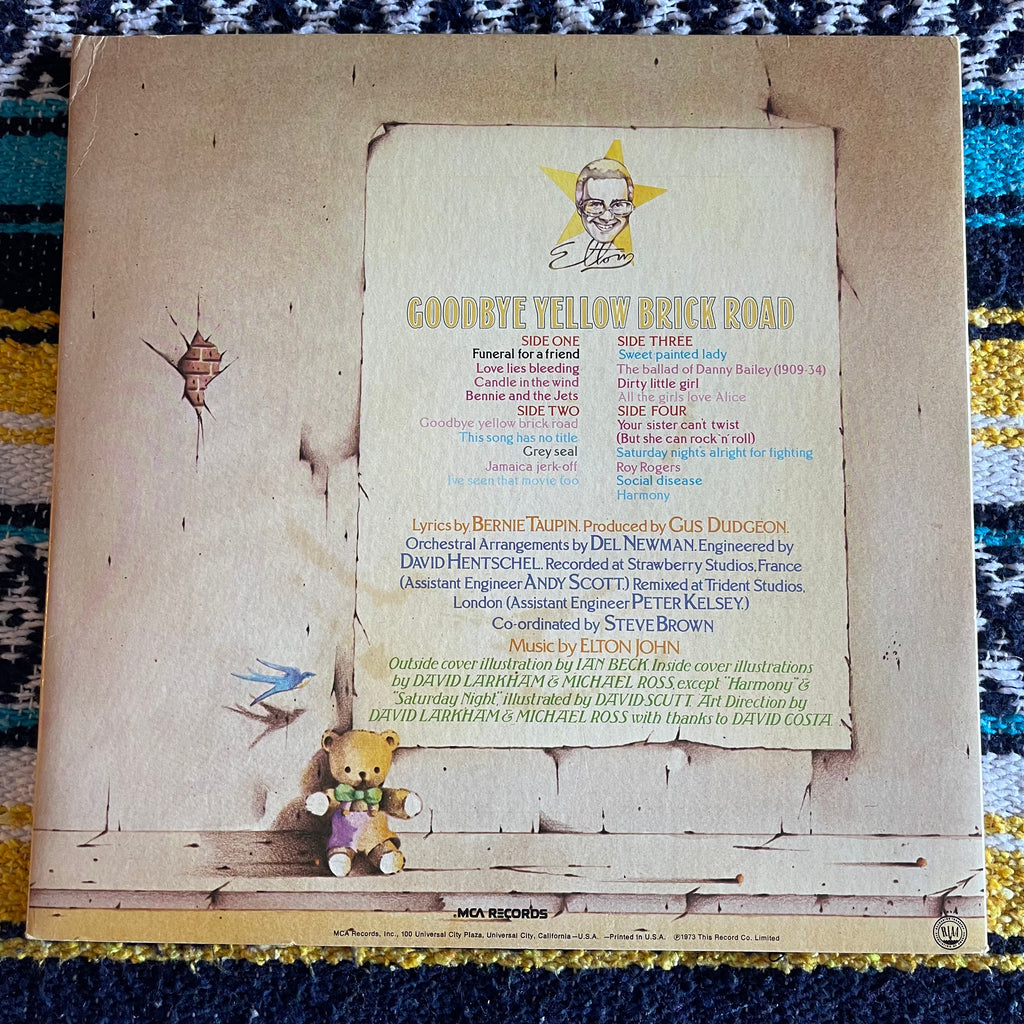 Elton
GOODBYE YELLOW BRICK ROAD
SIDE ONE
Funeral for a friend
Love lies bleeding
Candle in the wind
Bennie and the Jets
SIDE TWO
Goodbye yellow brick road
This song has no title
Grey seal
Jamaica jerk-off
I've seen that movie too
SIDE THREE
Sweet painted lady
The ballad of Danny Bailey (1909-34)
Dirty little girl
All the girls love Alice
SIDE FOUR
Your sister can't twist
(But she can rock 'n' roll)
Saturday night's alright for fighting
Roy Rogers
Social disease
Harmony
Lyrics by BERNIE TAUPIN. Produced by GUS DUDGEON.
Orchestral Arrangements by DEL NEWMAN. Engineered by
DAVID HENTSCHEL. Recorded at Strawberry Studios, France
(Assistant Engineer ANDY SCOTT.) Remixed at Trident Studios,
London (Assistant Engineer PETER KELSEY.)
Co-ordinated by STEVE BROWN
Music by ELTON JOHN
Outside cover illustration by IAN BECK. Inside cover illustrations
by DAVID LARKHAM & MICHAEL ROSS, except "Harmony" &
"Saturday Night", illustrated by DAVID SCUTT. Art Direction by
DAVID LARKHAM & MICHAEL ROSS with thanks to DAVID COSTA.
MCA RECORDS
MCA Records, Inc., 100 Universal City Plaza, Universal City, California—U.S.A. —Printed in U.S.A. ℗1973 This Record Co. Limited